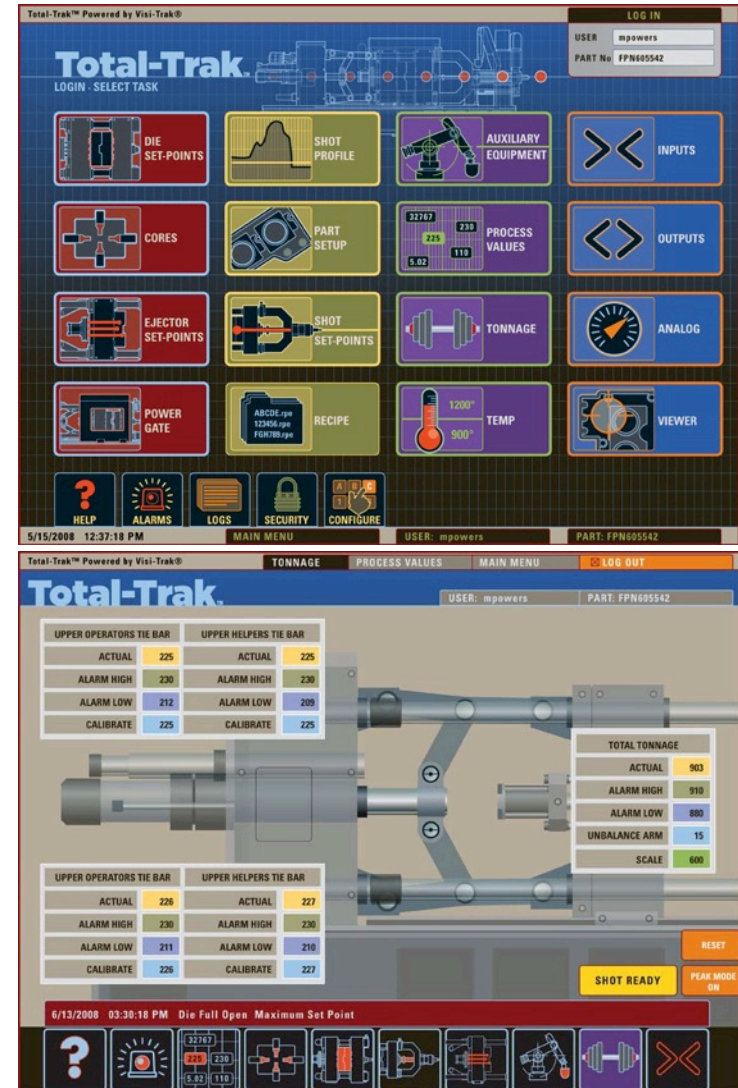 Total-Trak™ Powered by Visi-Trak®
LOG IN
USER mpowers
PART No FPN605542
Total-Trak™
LOGIN - SELECT TASK
DIE SET-POINTS
SHOT PROFILE
AUXILIARY EQUIPMENT
INPUTS
CORES
PART SETUP
32767
230
225
110
5.02
PROCESS VALUES
OUTPUTS
EJECTOR SET-POINTS
SHOT SET-POINTS
TONNAGE
ANALOG
POWER GATE
ABCDE.rpe
123456.rpe
FGH789.rpe
RECIPE
1200°
900°
TEMP
VIEWER
A B C
1
HELP ALARMS LOGS SECURITY CONFIGURE
5/15/2008 12:37:18 PM MAIN MENU USER: mpowers PART: FPN605542
Total-Trak™ Powered by Visi-Trak® TONNAGE PROCESS VALUES MAIN MENU LOG OUT
Total-Trak™
USER: mpowers PART: FPN605542
UPPER OPERATORS TIE BAR UPPER HELPERS TIE BAR
ACTUAL 225 ACTUAL 225
ALARM HIGH 230 ALARM HIGH 230
ALARM LOW 212 ALARM LOW 209
CALIBRATE 225 CALIBRATE 225
TOTAL TONNAGE
ACTUAL 903
ALARM HIGH 910
ALARM LOW 880
UNBALANCE ARM 15
SCALE 600
UPPER OPERATORS TIE BAR UPPER HELPERS TIE BAR
ACTUAL 226 ACTUAL 227
ALARM HIGH 230 ALARM HIGH 230
ALARM LOW 211 ALARM LOW 210
CALIBRATE 226 CALIBRATE 227
RESET
SHOT READY
PEAK MODE ON
6/13/2008 03:30:18 PM Die Full Open Maximum Set Point
32767
225 230
5.02 110